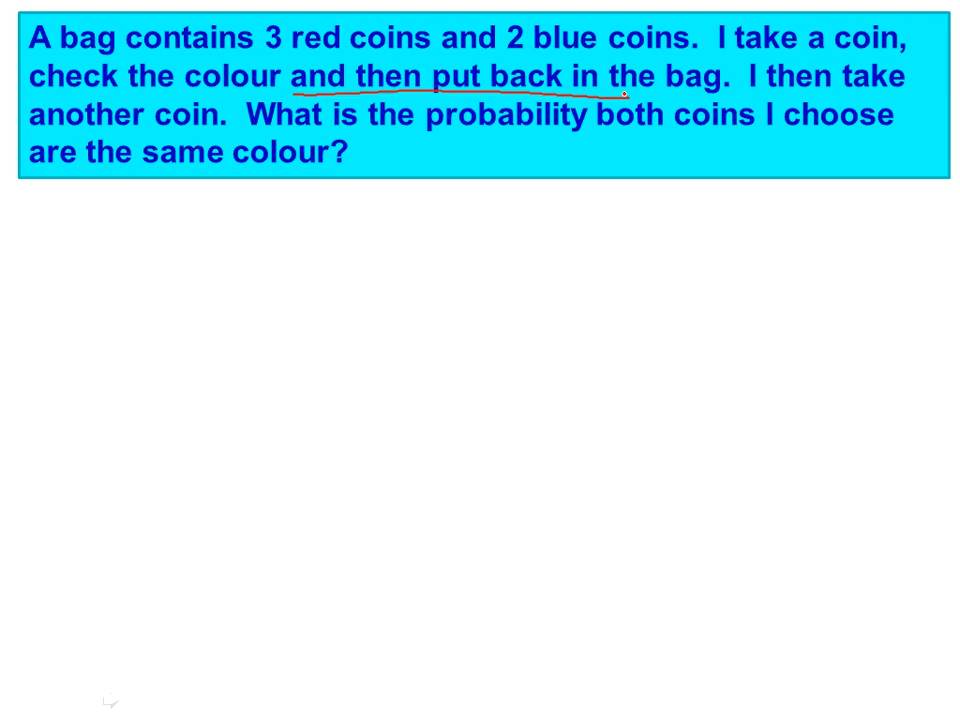 A bag contains 3 red coins and 2 blue coins.  I take a coin,
check the colour and then put back in the bag.  I then take
another coin.  What is the probability both coins I choose
are the same colour?